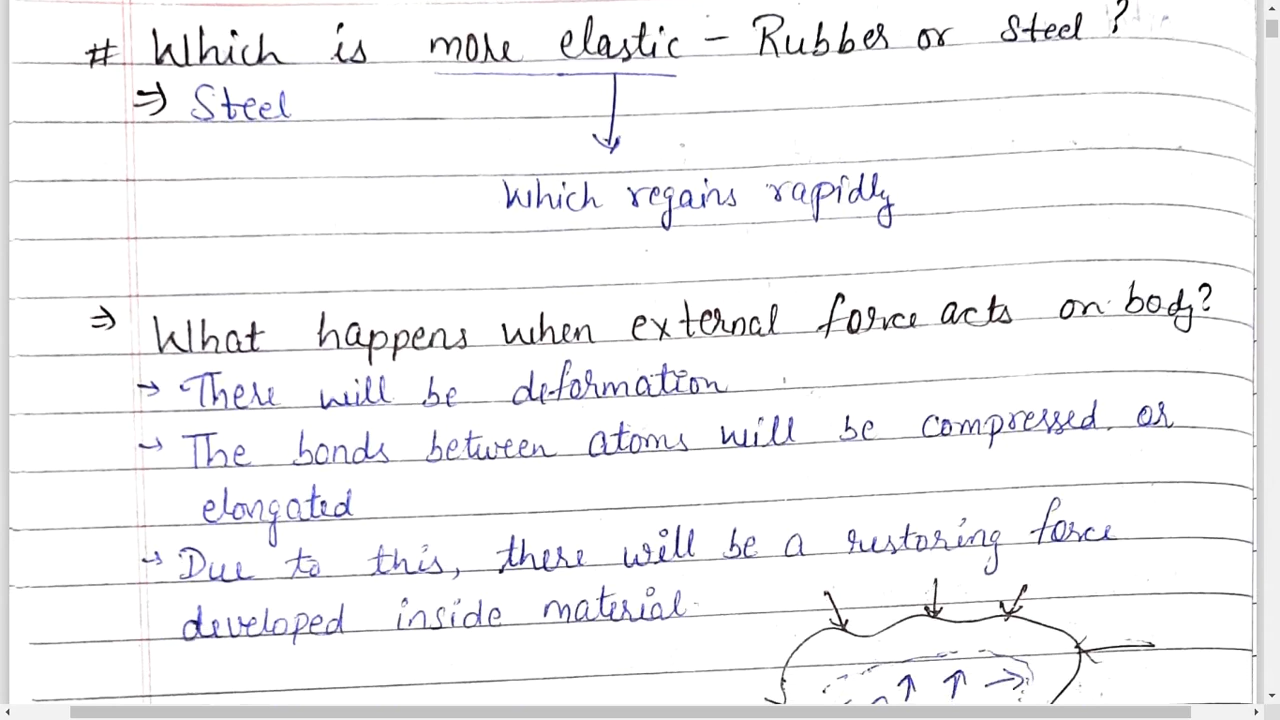 # Which is more elastic - Rubber or Steel ?
⇒ Steel
Which regains rapidly
⇒ What happens when external force acts on body?
→ There will be deformation
→ The bonds between atoms will be compressed or
elongated
→ Due to this, there will be a restoring force
developed inside material.